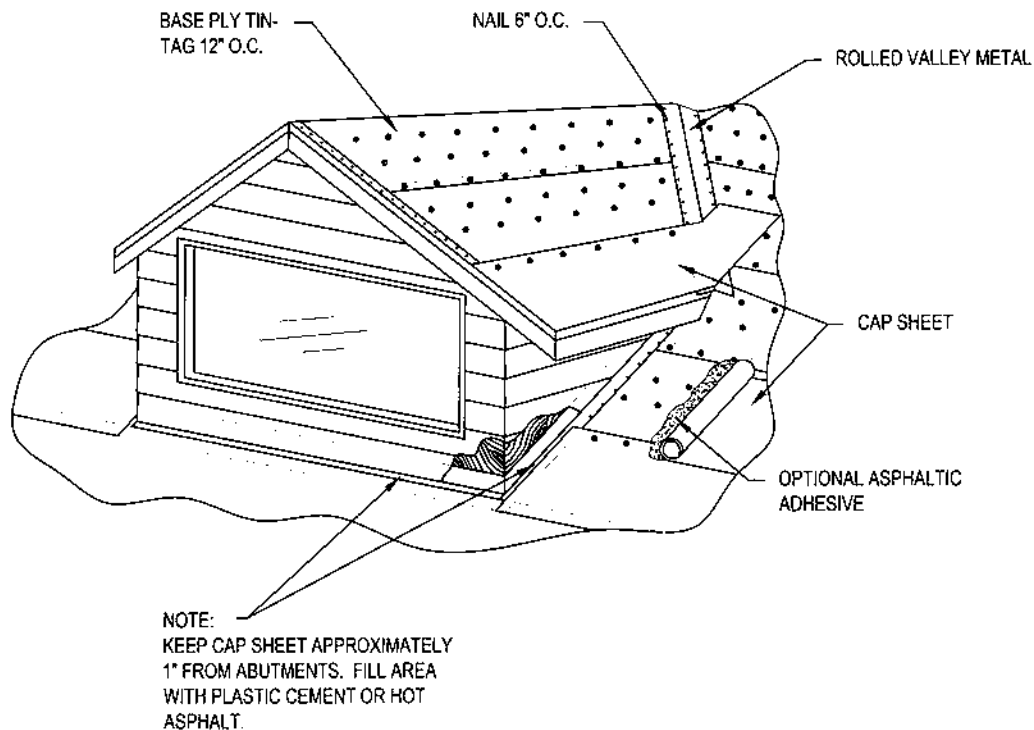 BASE PLY TIN-
TAG 12" O.C.
NAIL 6" O.C.
ROLLED VALLEY METAL
CAP SHEET
OPTIONAL ASPHALTIC
ADHESIVE
NOTE:
KEEP CAP SHEET APPROXIMATELY
1" FROM ABUTMENTS. FILL AREA
WITH PLASTIC CEMENT OR HOT
ASPHALT.